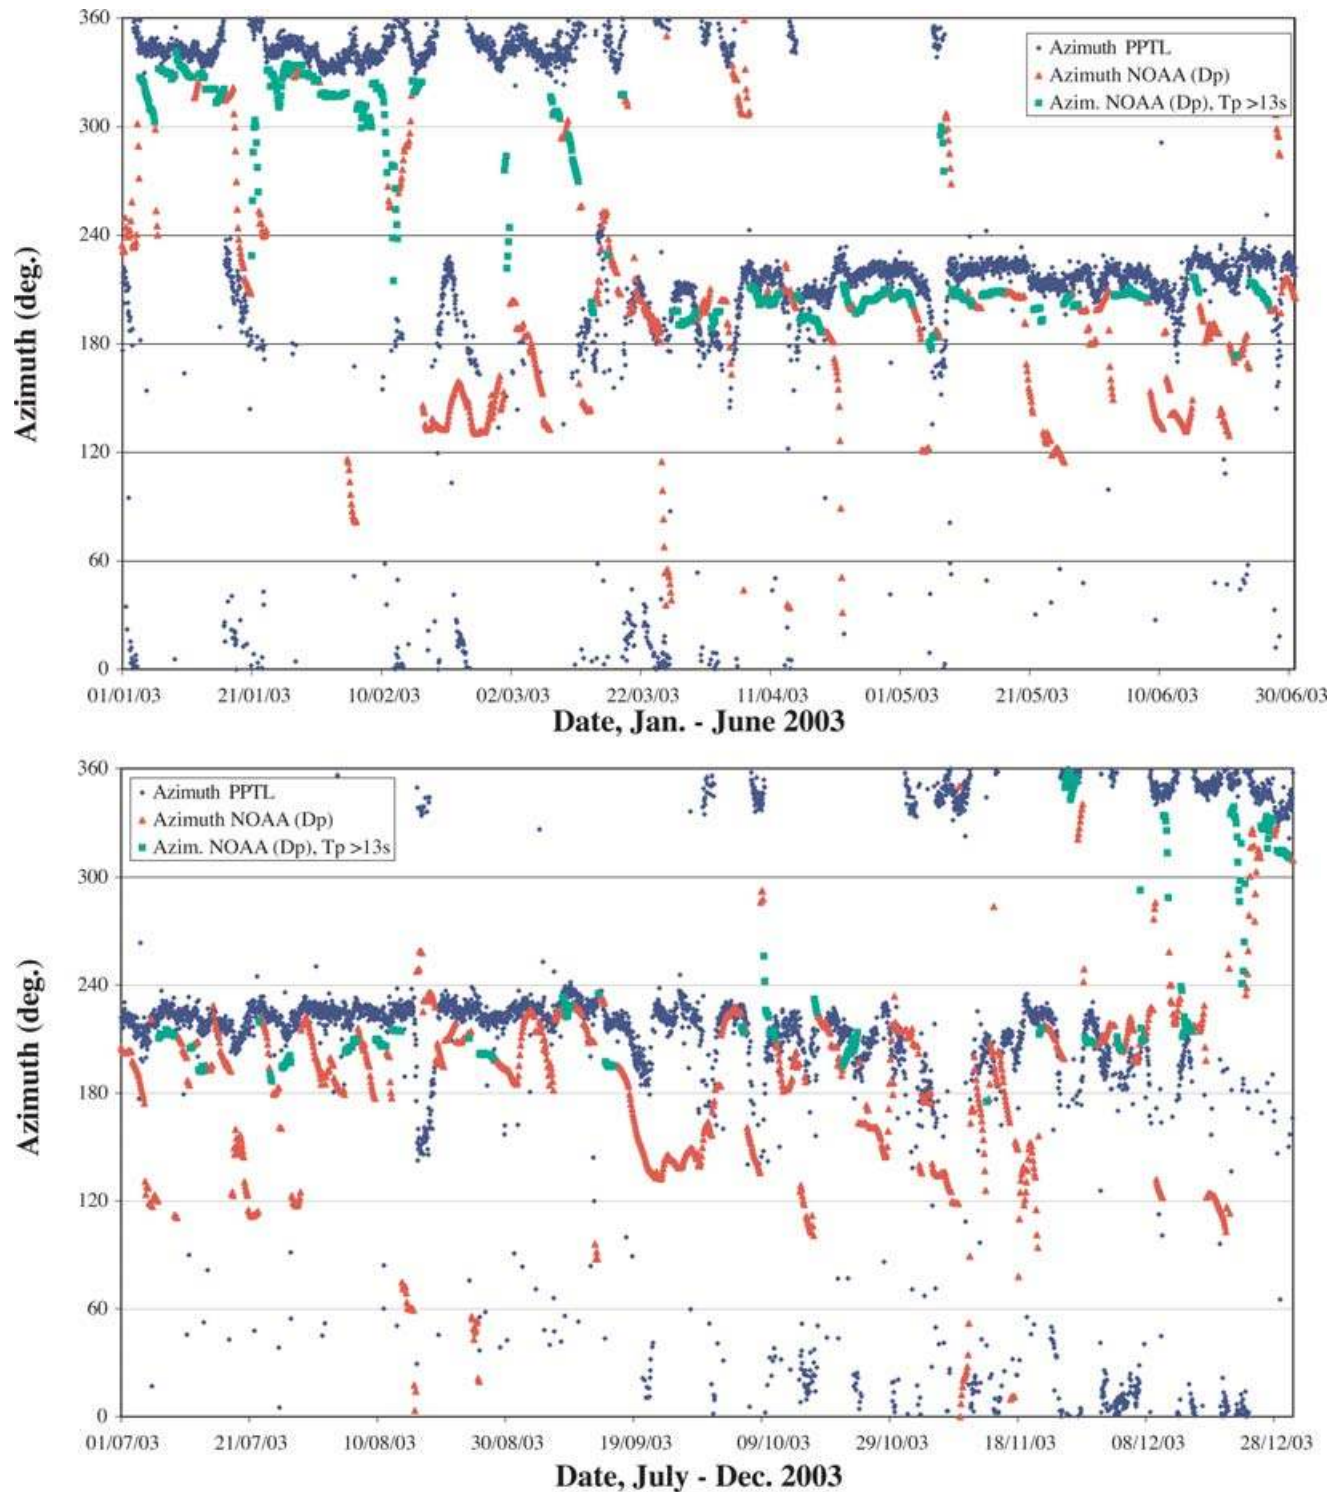 360
300
240
180
120
60
0
Azimuth (deg.)
Azimuth PPTL
Azimuth NOAA (Dp)
Azim. NOAA (Dp), Tp >13s
01/01/03 21/01/03 10/02/03 02/03/03 22/03/03 11/04/03 01/05/03 21/05/03 10/06/03 30/06/03
Date, Jan. - June 2003
360
300
240
180
120
60
0
Azimuth (deg.)
Azimuth PPTL
Azimuth NOAA (Dp)
Azim. NOAA (Dp), Tp >13s
01/07/03 21/07/03 10/08/03 30/08/03 19/09/03 09/10/03 29/10/03 18/11/03 08/12/03 28/12/03
Date, July - Dec. 2003